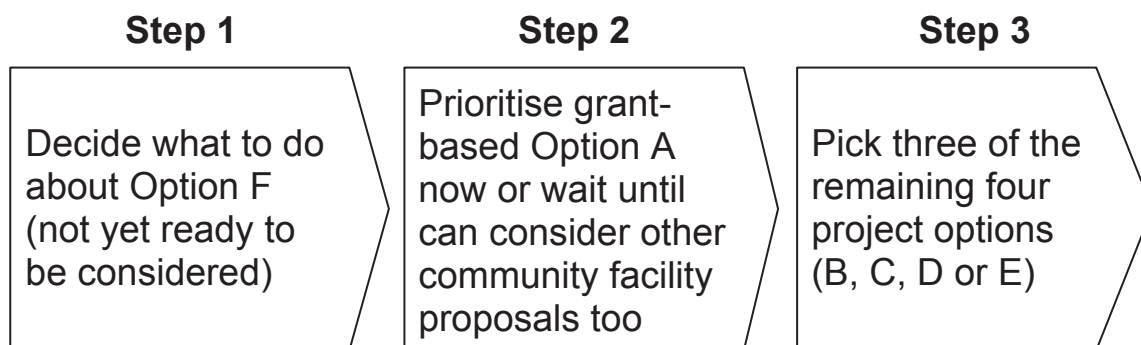 Step 1
Decide what to do
about Option F
(not yet ready to
be considered)
Step 2
Prioritise grant-
based Option A
now or wait until
can consider other
community facility
proposals too
Step 3
Pick three of the
remaining four
project options
(B, C, D or E)